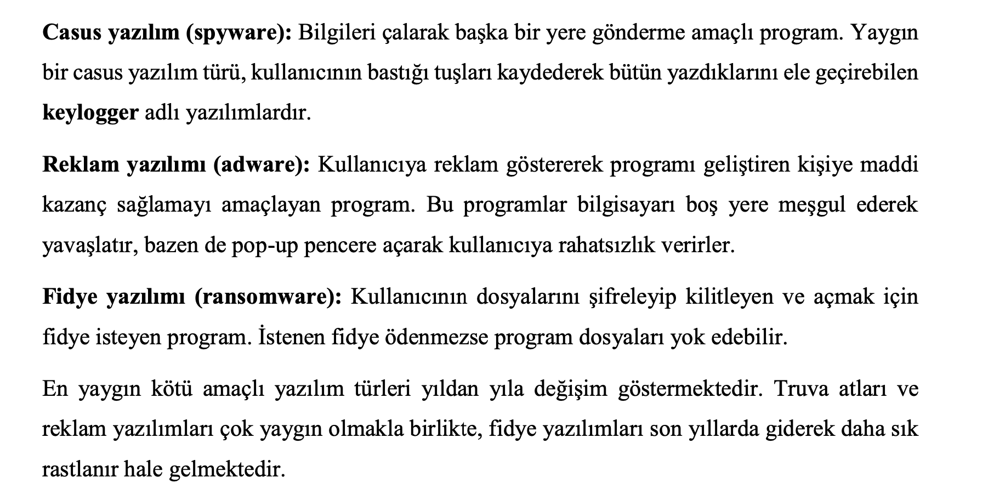 Casus yazılım (spyware): Bilgileri çalarak başka bir yere gönderme amaçlı program. Yaygın
bir casus yazılım türü, kullanıcının bastığı tuşları kaydederek bütün yazdıklarını ele geçirebilen
keylogger adlı yazılımlardır.
Reklam yazılımı (adware): Kullanıcıya reklam göstererek programı geliştiren kişiye maddi
kazanç sağlamayı amaçlayan program. Bu programlar bilgisayarı boş yere meşgul ederek
yavaşlatır, bazen de pop-up pencere açarak kullanıcıya rahatsızlık verirler.
Fidye yazılımı (ransomware): Kullanıcının dosyalarını şifreleyip kilitleyen ve açmak için
fidye isteyen program. İstenen fidye ödenmezse program dosyaları yok edebilir.
En yaygın kötü amaçlı yazılım türleri yıldan yıla değişim göstermektedir. Truva atları ve
reklam yazılımları çok yaygın olmakla birlikte, fidye yazılımları son yıllarda giderek daha sık
rastlanır hale gelmektedir.